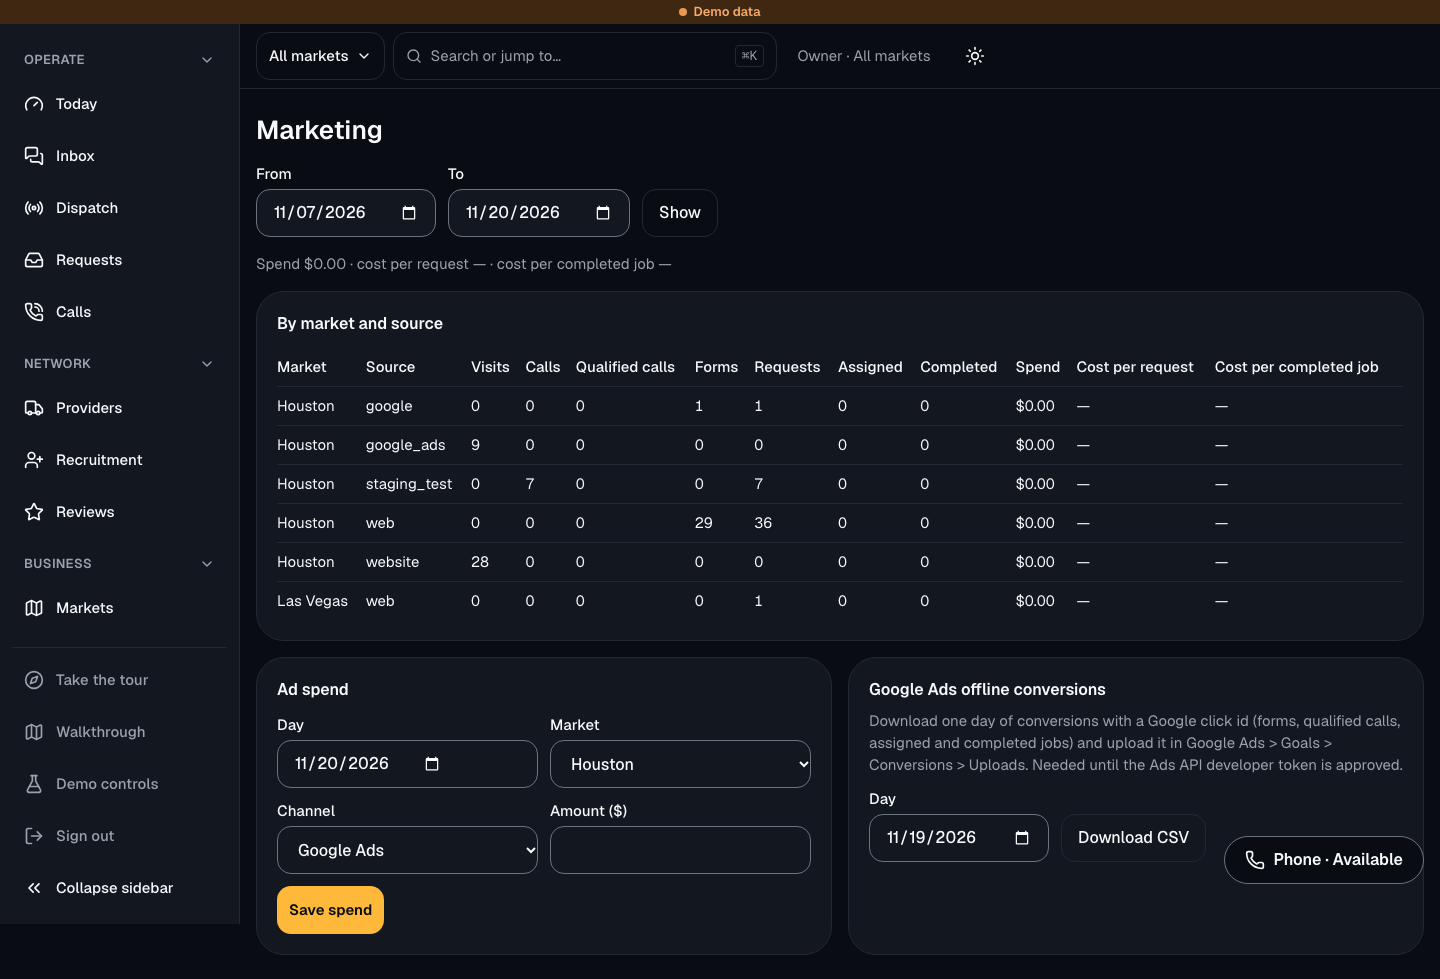 Demo data
OPERATE
Today
Inbox
Dispatch
Requests
Calls
NETWORK
Providers
Recruitment
Reviews
BUSINESS
Markets
Take the tour
Walkthrough
Demo controls
Sign out
Collapse sidebar
All markets
Search or jump to...
⌘K
Owner · All markets
Marketing
From
To
11/07/2026
11/20/2026
Show
Spend $0.00 · cost per request — · cost per completed job —
By market and source
Market Source Visits Calls Qualified calls Forms Requests Assigned Completed Spend Cost per request Cost per completed job
Houston google 0 0 0 1 1 0 0 $0.00 — —
Houston google_ads 9 0 0 0 0 0 0 $0.00 — —
Houston staging_test 0 7 0 0 7 0 0 $0.00 — —
Houston web 0 0 0 29 36 0 0 $0.00 — —
Houston website 28 0 0 0 0 0 0 $0.00 — —
Las Vegas web 0 0 0 0 1 0 0 $0.00 — —
Ad spend
Day
Market
11/20/2026
Houston
Channel
Amount ($)
Google Ads
Save spend
Google Ads offline conversions
Download one day of conversions with a Google click id (forms, qualified calls,
assigned and completed jobs) and upload it in Google Ads > Goals >
Conversions > Uploads. Needed until the Ads API developer token is approved.
Day
11/19/2026
Download CSV
Phone · Available